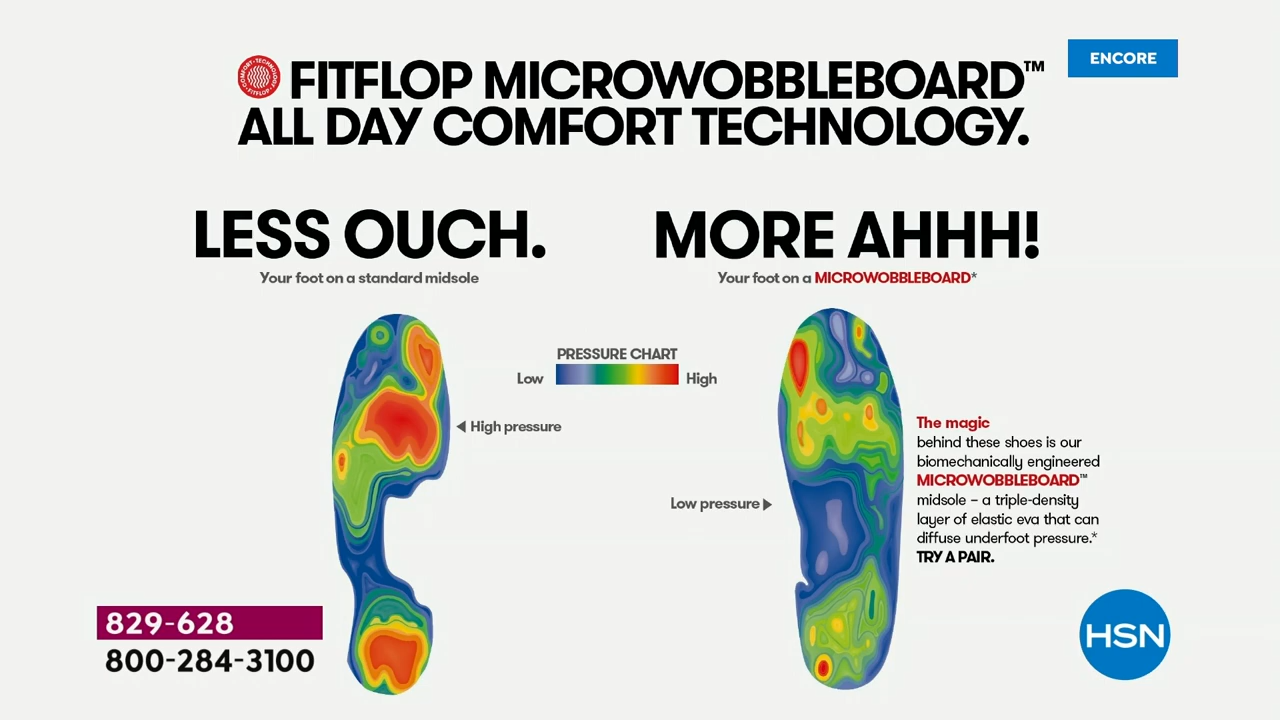 ENCORE
FITFLOP MICROWOBBLEBOARD™
ALL DAY COMFORT TECHNOLOGY.
LESS OUCH.
MORE AHHH!
Your foot on a standard midsole
Your foot on a MICROWOBBLEBOARD*
PRESSURE CHART
Low
High
High pressure
Low pressure
The magic
behind these shoes is our
biomechanically engineered
MICROWOBBLEBOARD™
midsole – a triple-density
layer of elastic eva that can
diffuse underfoot pressure.*
TRY A PAIR.
829-628
800-284-3100
HSN